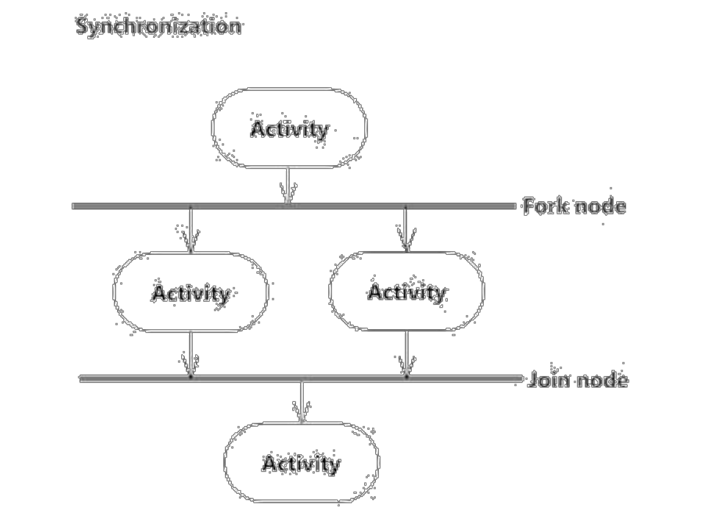 Synchronization
Activity
Fork node
Activity
Activity
Join node
Activity